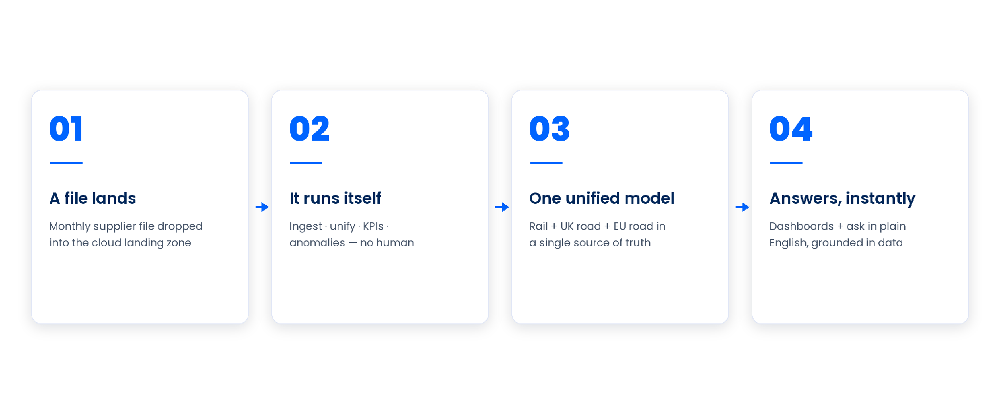 01
A file lands
Monthly supplier file dropped
into the cloud landing zone
02
It runs itself
Ingest · unify · KPIs ·
anomalies — no human
03
One unified model
Rail + UK road + EU road in
a single source of truth
04
Answers, instantly
Dashboards + ask in plain
English, grounded in data